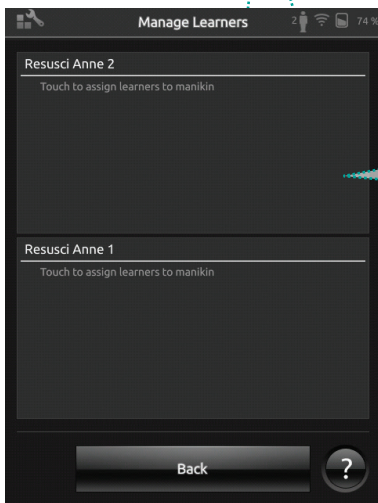 Manage Learners
2
74 %
Resusci Anne 2
Touch to assign learners to manikin
Resusci Anne 1
Touch to assign learners to manikin
Back
?